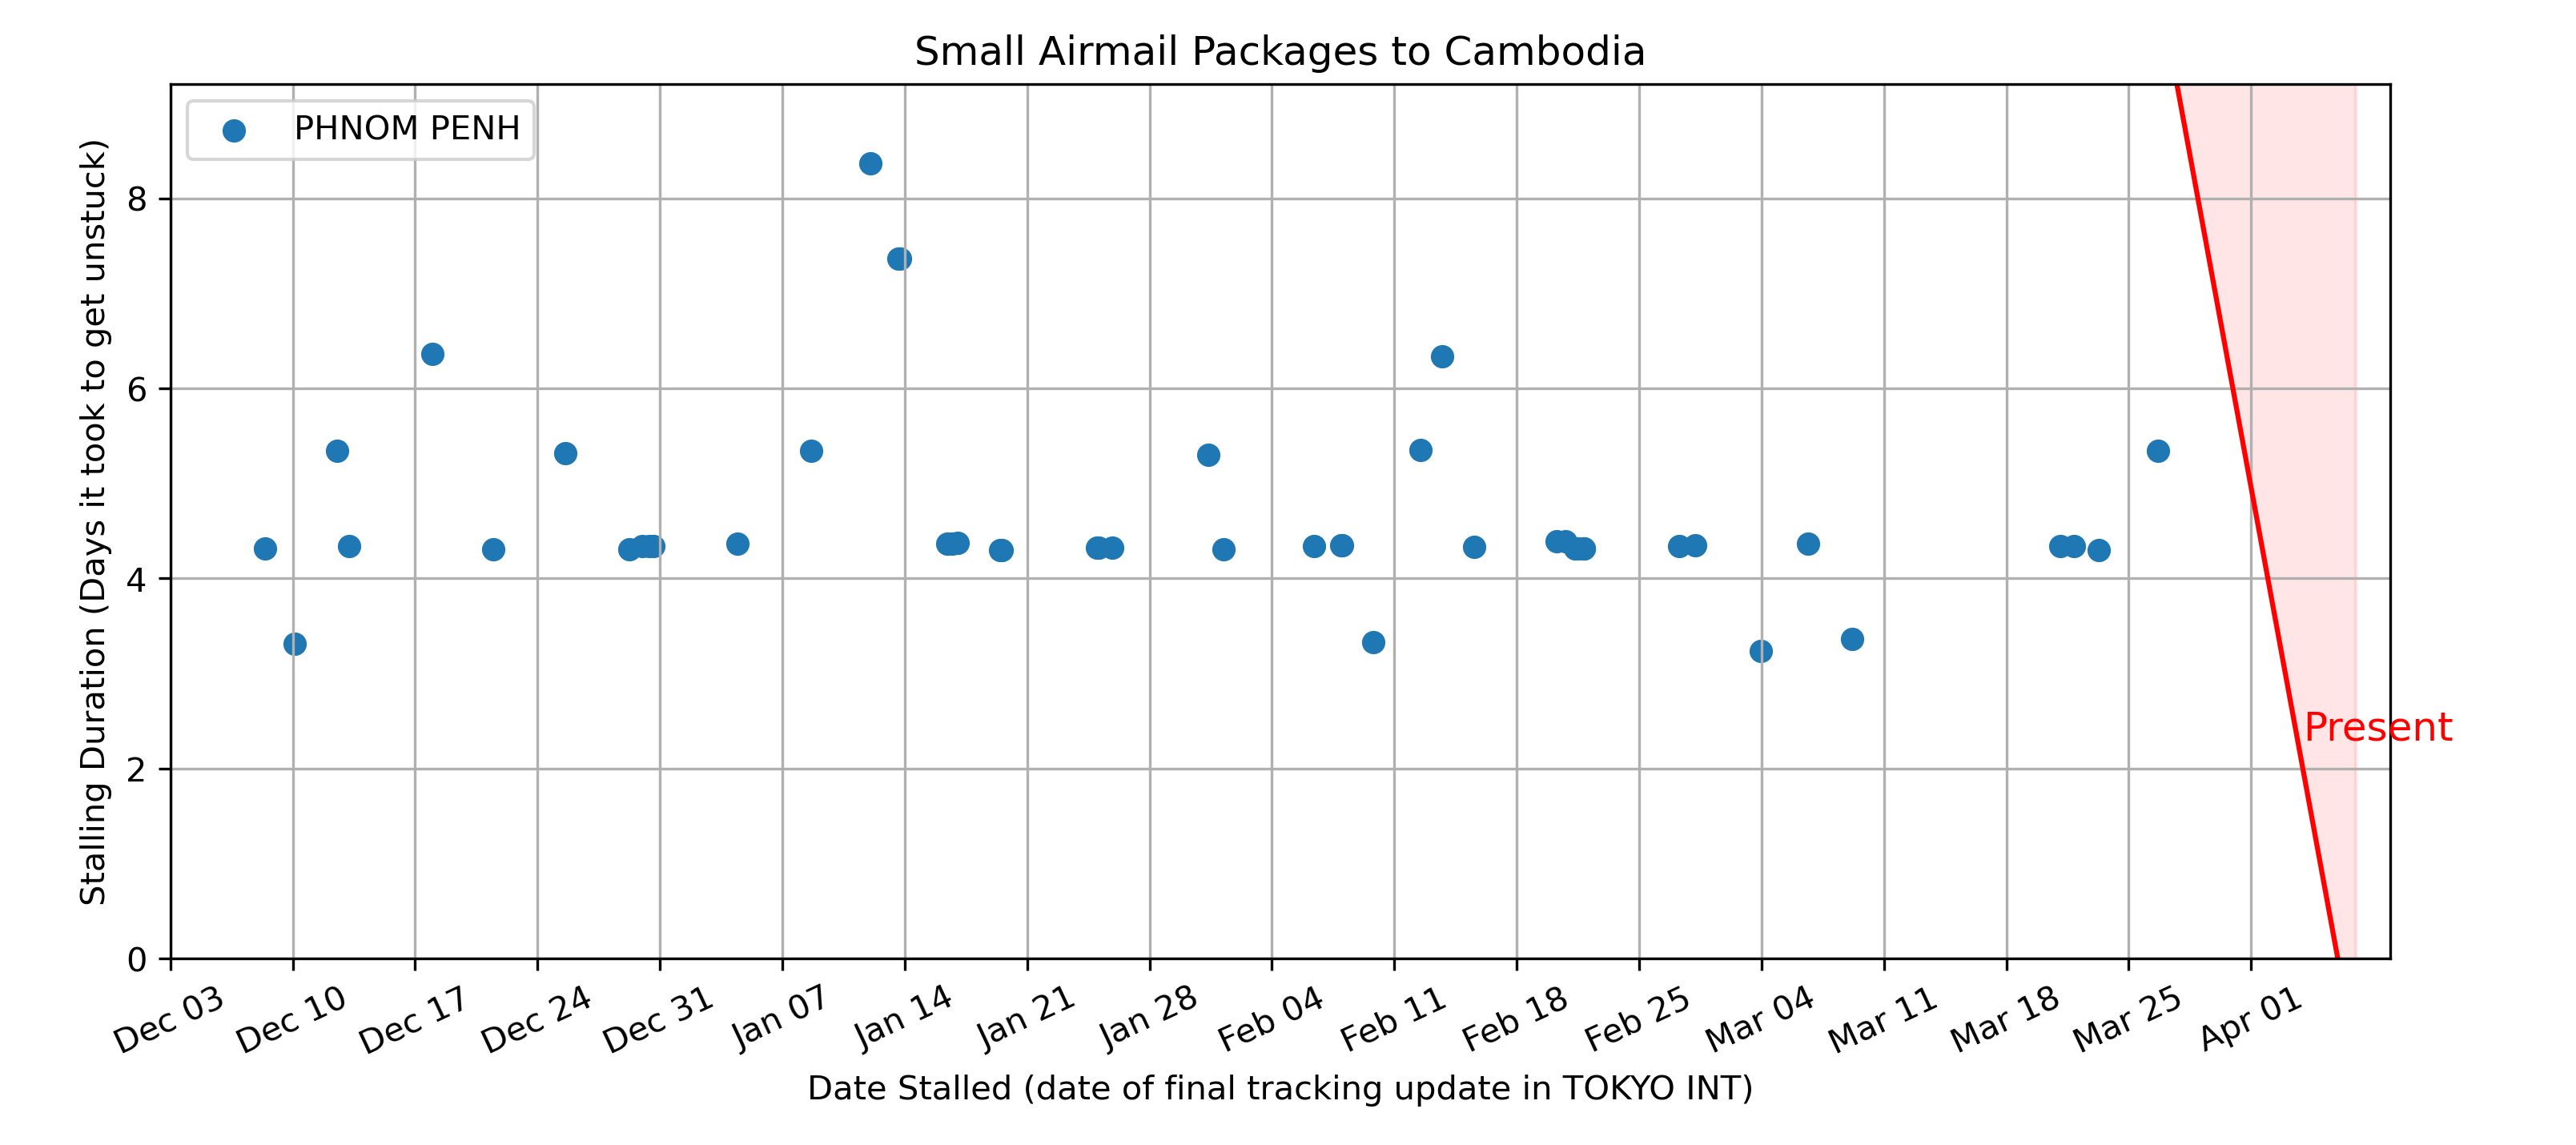 Small Airmail Packages to Cambodia
PHNOM PENH
Stalling Duration (Days it took to get unstuck)
8
6
4
2
0
Present
Dec 03
Dec 10
Dec 17
Dec 24
Dec 31
Jan 07
Jan 14
Jan 21
Jan 28
Feb 04
Feb 11
Feb 18
Feb 25
Mar 04
Mar 11
Mar 18
Mar 25
Apr 01
Date Stalled (date of final tracking update in TOKYO INT)